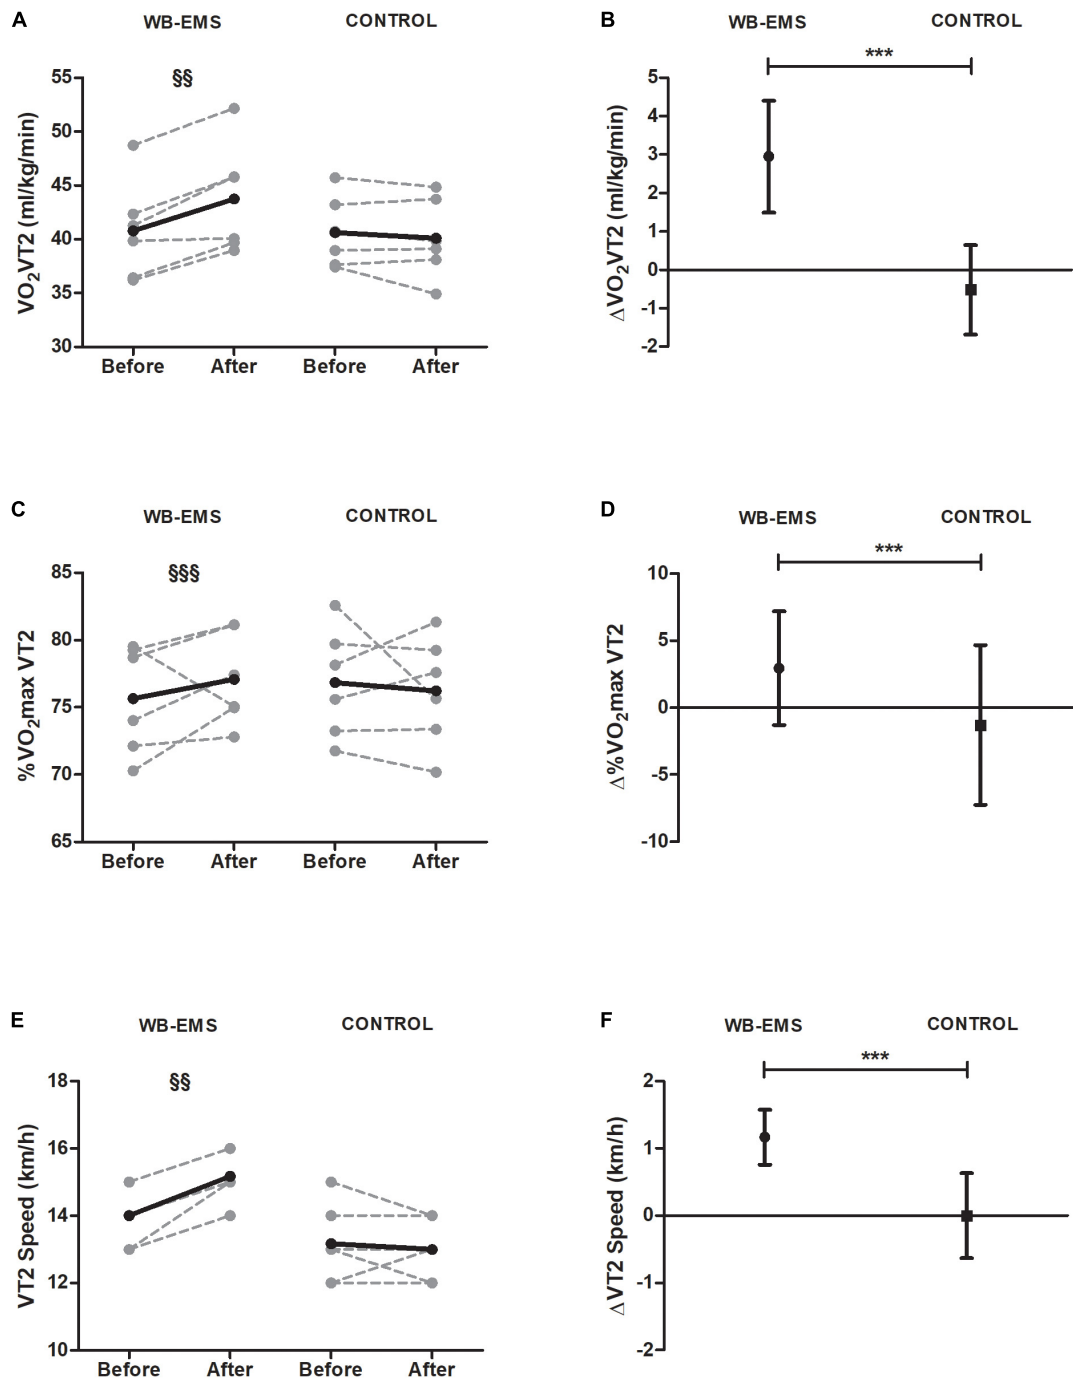 A
WB-EMS
CONTROL
§§
VO2VT2 (ml/kg/min)
55
50
45
40
35
30
Before
After
Before
After
B
WB-EMS
CONTROL
***
ΔVO2VT2 (ml/kg/min)
5
4
3
2
1
0
-1
-2
C
WB-EMS
CONTROL
§§§
%VO2max VT2
85
80
75
70
65
Before
After
Before
After
D
WB-EMS
CONTROL
***
Δ%VO2max VT2
10
5
0
-5
-10
E
WB-EMS
CONTROL
§§
VT2 Speed (km/h)
18
16
14
12
10
Before
After
Before
After
F
WB-EMS
CONTROL
***
ΔVT2 Speed (km/h)
2
1
0
-1
-2